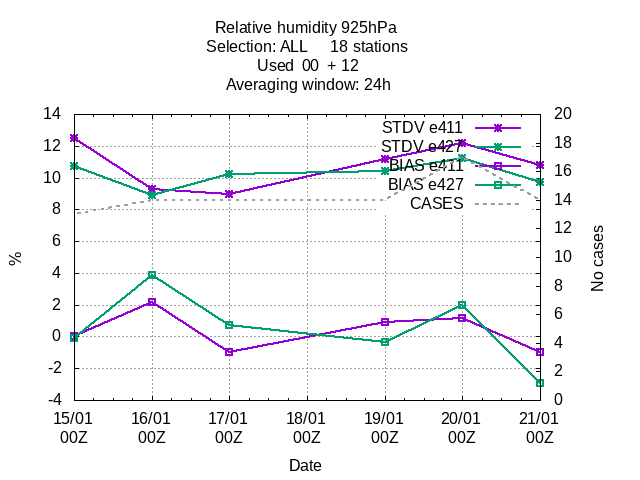 Relative humidity 925hPa
Selection: ALL     18 stations
Used  00  + 12
Averaging window: 24h
14
12
10
8
6
4
2
0
-2
-4
%
20
18
16
14
12
10
8
6
4
2
0
No cases
STDV e411
STDV e427
BIAS e411
BIAS e427
CASES
15/01 16/01 17/01 18/01 19/01 20/01 21/01
00Z 00Z 00Z 00Z 00Z 00Z 00Z
Date